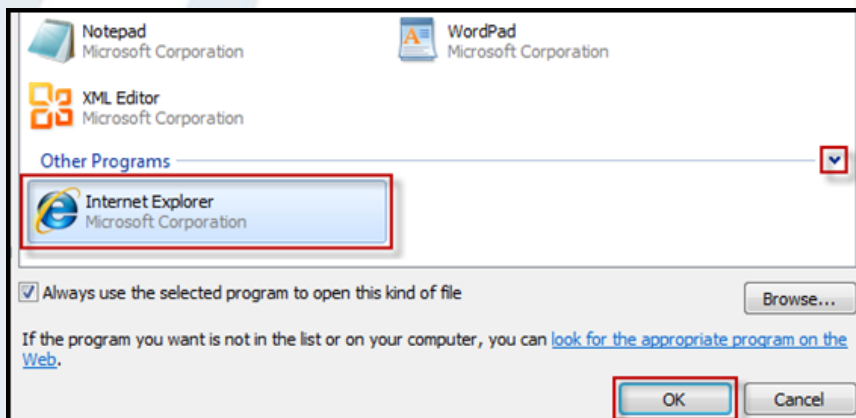 Notepad
Microsoft Corporation
WordPad
Microsoft Corporation
XML Editor
Microsoft Corporation
Other Programs
Internet Explorer
Microsoft Corporation
Always use the selected program to open this kind of file
Browse...
If the program you want is not in the list or on your computer, you can look for the appropriate program on the
Web.
OK
Cancel